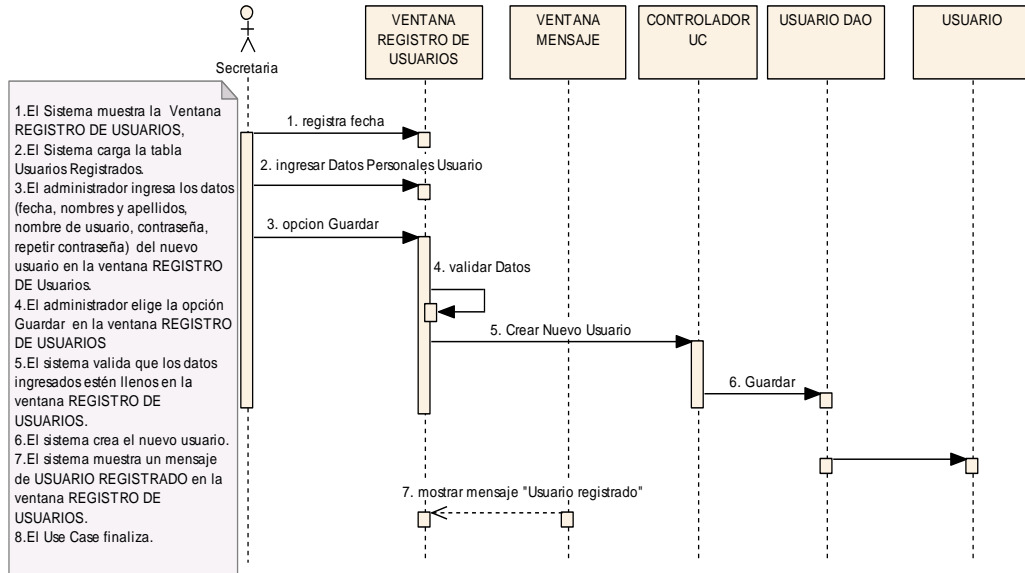 VENTANA
REGISTRO DE
USUARIOS
VENTANA
MENSAJE
CONTROLADOR
UC
USUARIO DAO
USUARIO
Secretaria
1.El Sistema muestra la Ventana
REGISTRO DE USUARIOS,
2.El Sistema carga la tabla
Usuarios Registrados.
3.El administrador ingresa los datos
(fecha, nombres y apellidos,
nombre de usuario, contraseña,
repetir contraseña) del nuevo
usuario en la ventana REGISTRO
DE Usuarios.
4.El administrador elige la opción
Guardar en la ventana REGISTRO
DE USUARIOS
5.El sistema valida que los datos
ingresados estén llenos en la
ventana REGISTRO DE
USUARIOS.
6.El sistema crea el nuevo usuario.
7.El sistema muestra un mensaje
de USUARIO REGISTRADO en la
ventana REGISTRO DE
USUARIOS.
8.El Use Case finaliza.
1. registra fecha
2. ingresar Datos Personales Usuario
3. opcion Guardar
4. validar Datos
5. Crear Nuevo Usuario
6. Guardar
7. mostrar mensaje "Usuario registrado"